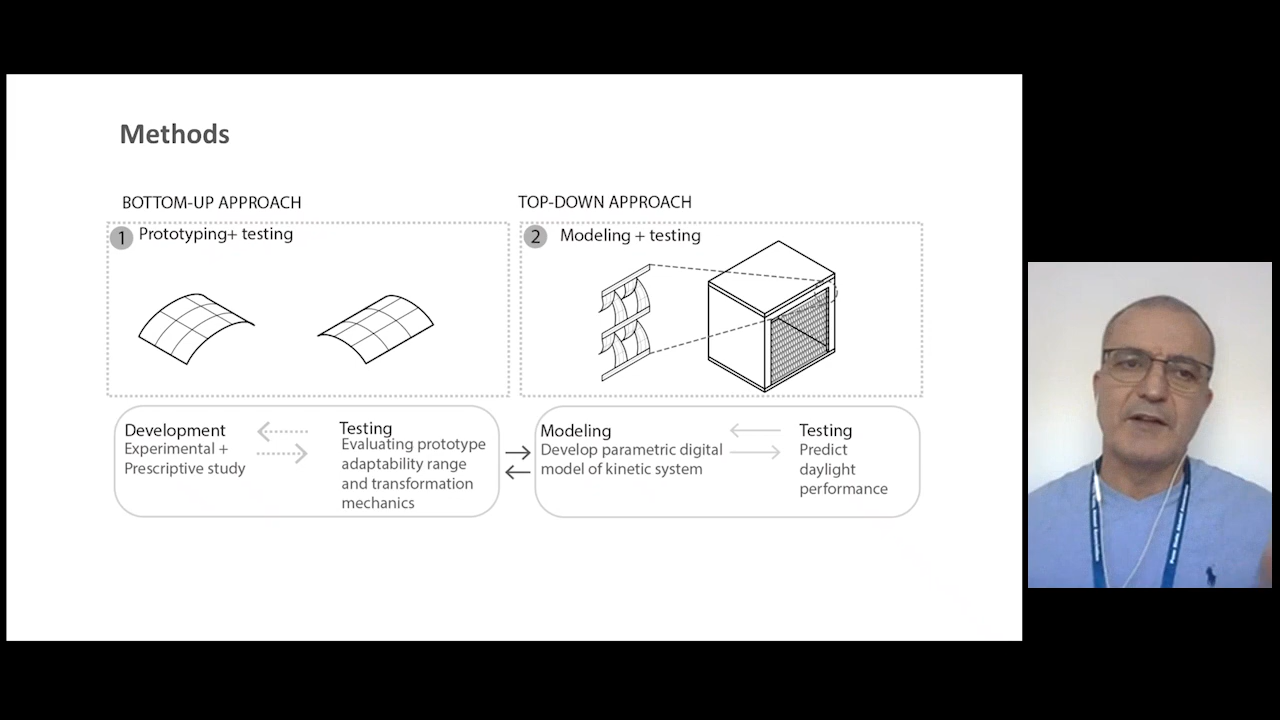 Methods
BOTTOM-UP APPROACH
1 Prototyping+ testing
Development
Experimental +
Prescriptive study
Testing
Evaluating prototype
adaptability range
and transformation
mechanics
TOP-DOWN APPROACH
2 Modeling + testing
Modeling
Develop parametric digital
model of kinetic system
Testing
Predict
daylight
performance